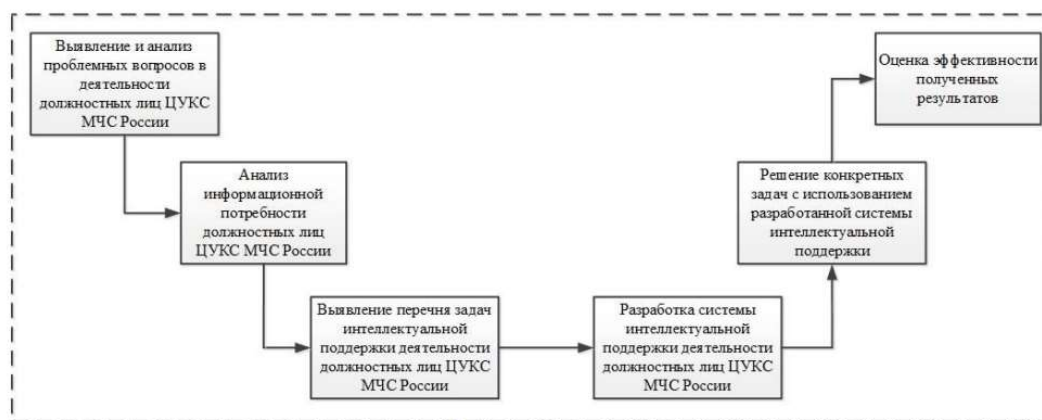 Выявление и анализ
проблемных вопросов в
деятельности
должностных лиц ЦУКС
МЧС России
Анализ
информационной
потребности
должностных лиц
ЦУКС МЧС России
Выявление перечня задач
интеллектуальной
поддержки деятельности
должностных лиц ЦУКС
МЧС России
Разработка системы
интеллектуальной
поддержки деятельности
должностных лиц ЦУКС
МЧС России
Решение конкретных
задач с использованием
разработанной системы
интеллектуальной
поддержки
Оценка эффективности
полученных
результатов